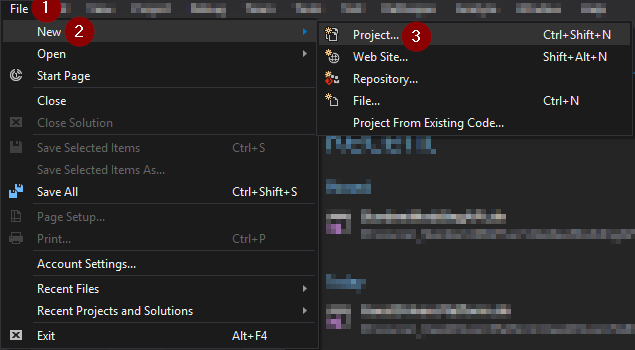 File 1
New 2
Open
Start Page
Close
Close Solution
Save Selected Items Ctrl+S
Save Selected Items As...
Save All Ctrl+Shift+S
Page Setup...
Print... Ctrl+P
Account Settings...
Recent Files
Recent Projects and Solutions
Exit Alt+F4
Project... 3 Ctrl+Shift+N
Web Site... Shift+Alt+N
Repository...
File... Ctrl+N
Project From Existing Code...